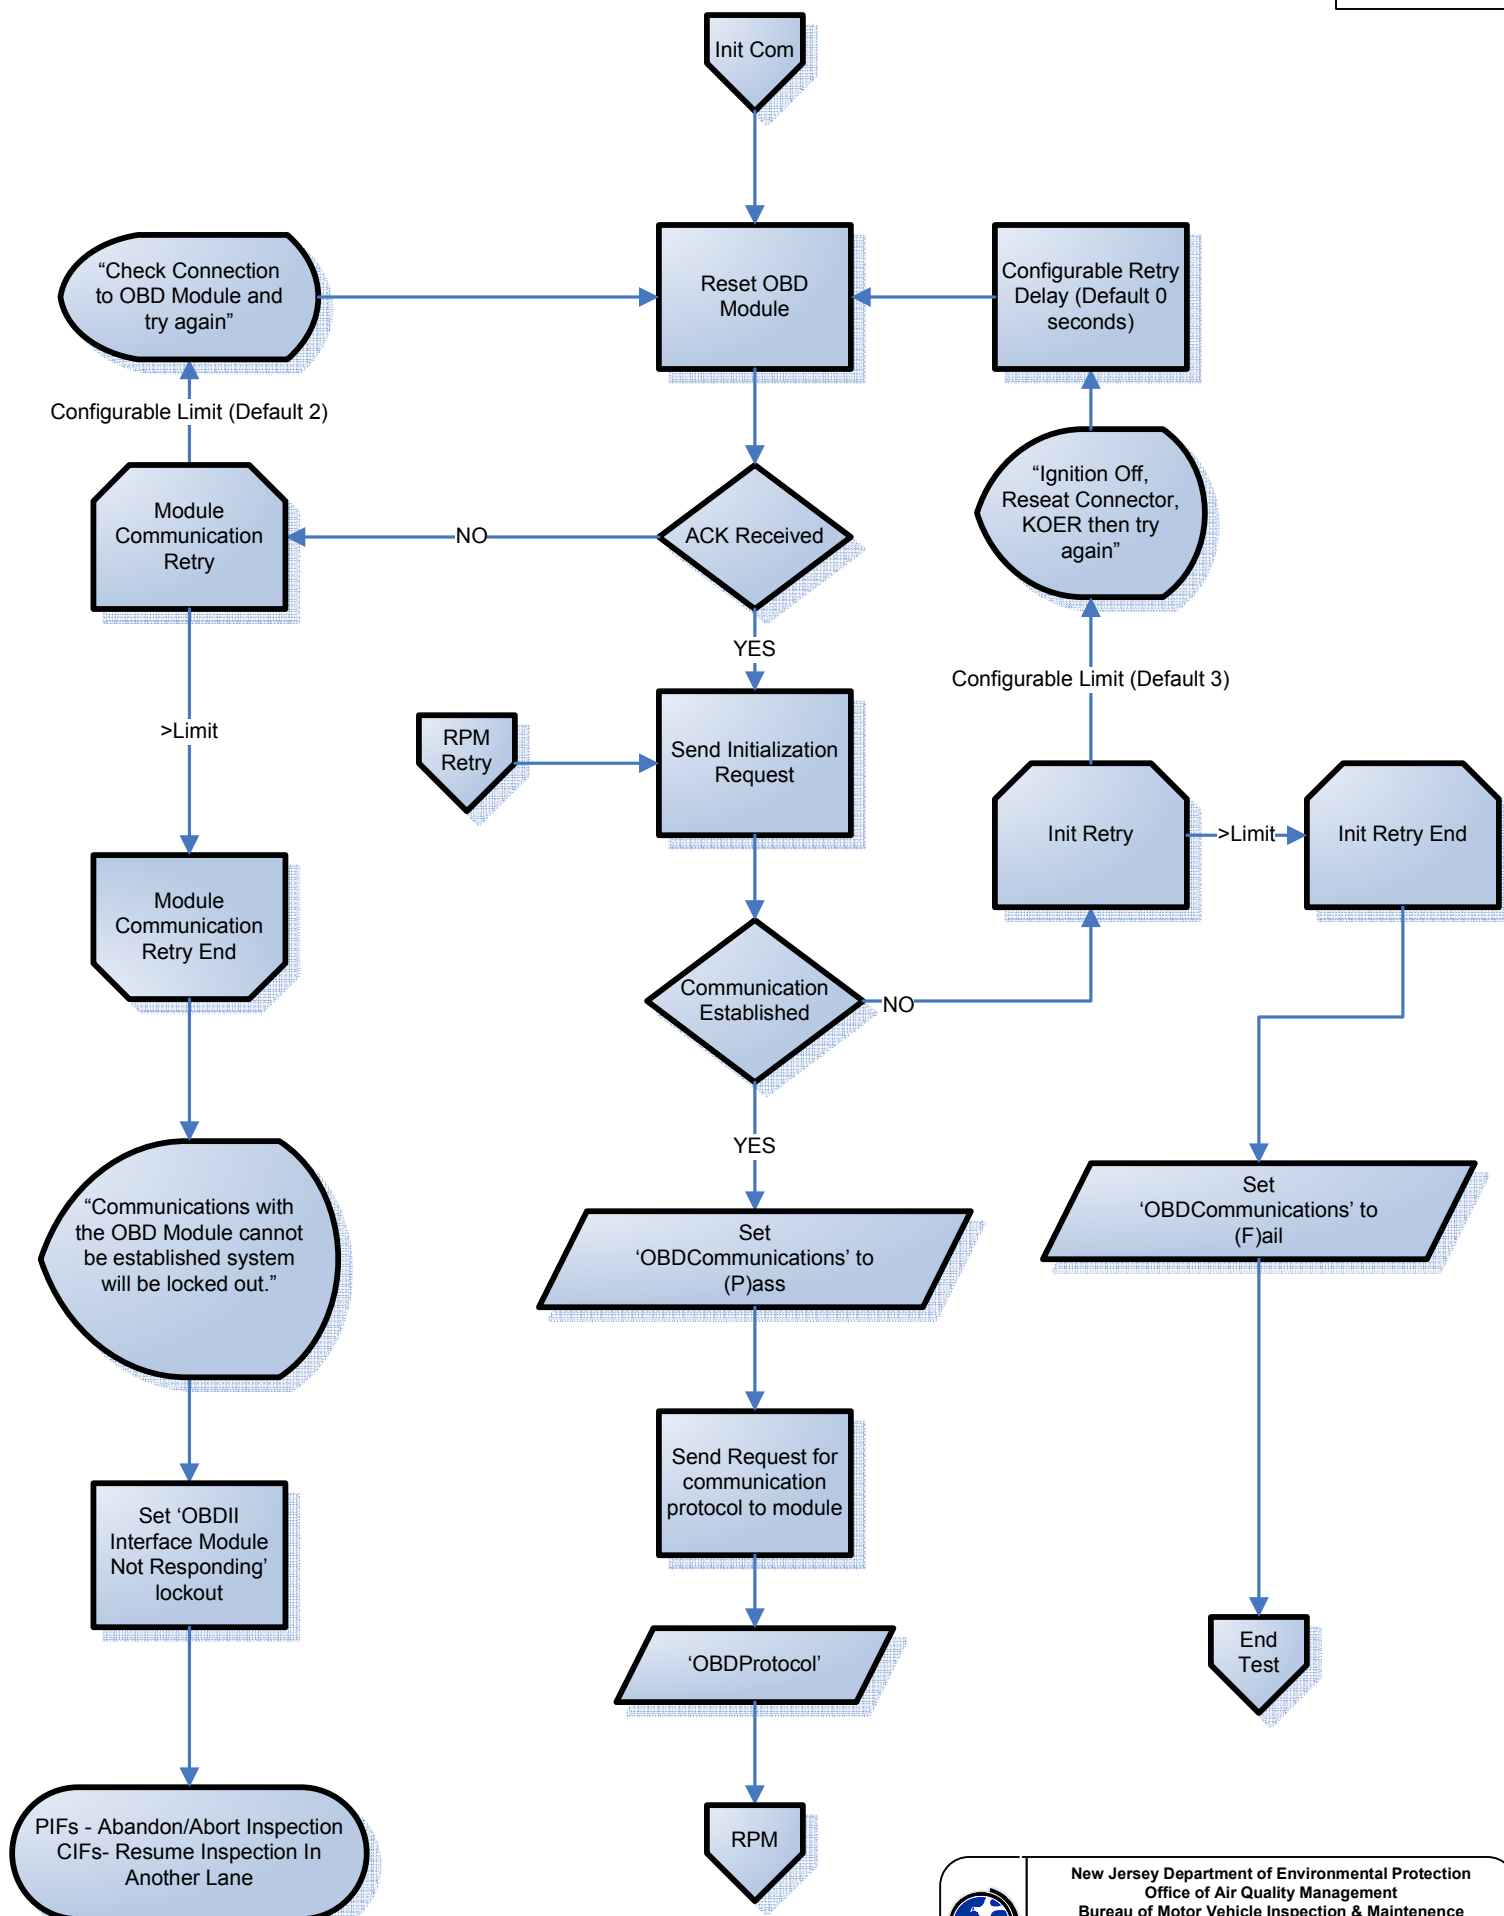 Init Com
“Check Connection
to OBD Module and
try again”
Reset OBD
Module
Configurable Retry
Delay (Default 0
seconds)
Configurable Limit (Default 2)
“Ignition Off,
Reseat Connector,
KOER then try
again”
Module
Communication
Retry
NO
ACK Received
YES
Configurable Limit (Default 3)
>Limit
RPM
Retry
Send Initialization
Request
Init Retry
>Limit
Init Retry End
Module
Communication
Retry End
Communication
Established
NO
YES
“Communications with
the OBD Module cannot
be established system
will be locked out.”
Set
‘OBDCommunications’ to
(P)ass
Set
‘OBDCommunications’ to
(F)ail
Send Request for
communication
protocol to module
Set ‘OBDII
Interface Module
Not Responding’
lockout
‘OBDProtocol’
End
Test
PIFs - Abandon/Abort Inspection
CIFs- Resume Inspection In
Another Lane
RPM
New Jersey Department of Environmental Protection
Office of Air Quality Management
Bureau of Motor Vehicle Inspection & Maintenence